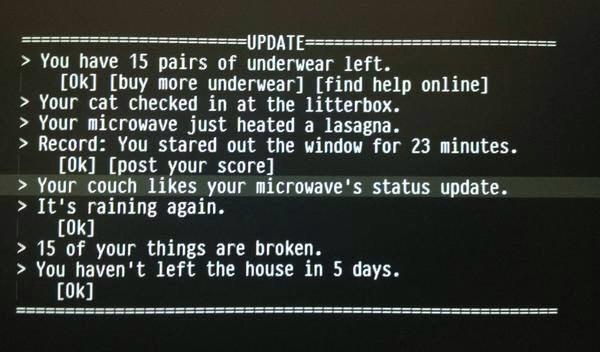 =========================UPDATE============================
> You have 15 pairs of underwear left.
[Ok] [buy more underwear] [find help online]
> Your cat checked in at the litterbox.
> Your microwave just heated a lasagna.
> Record: You stared out the window for 23 minutes.
[Ok] [post your score]
> Your couch likes your microwave's status update.
> It's raining again.
[Ok]
> 15 of your things are broken.
> You haven't left the house in 5 days.
[Ok]
===========================================================